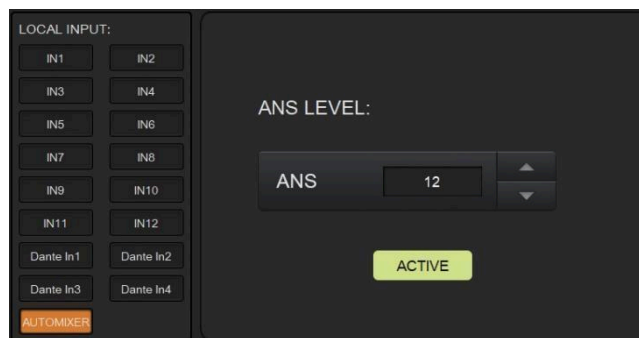 LOCAL INPUT:
IN1 IN2
IN3 IN4
IN5 IN6
IN7 IN8
IN9 IN10
IN11 IN12
Dante In1 Dante In2
Dante In3 Dante In4
AUTOMIXER
ANS LEVEL:
ANS 12
ACTIVE